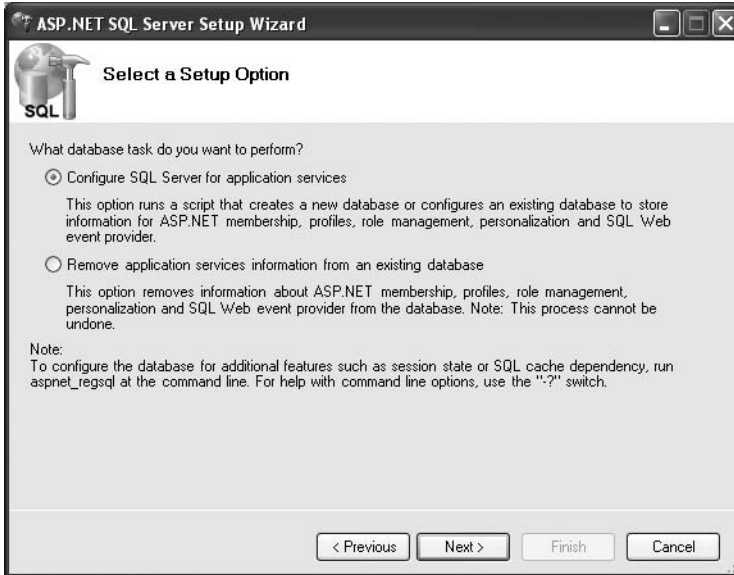 ASP.NET SQL Server Setup Wizard
SQL
Select a Setup Option
What database task do you want to perform?
Configure SQL Server for application services
This option runs a script that creates a new database or configures an existing database to store
information for ASP.NET membership, profiles, role management, personalization and SQL Web
event provider.
Remove application services information from an existing database
This option removes information about ASP.NET membership, profiles, role management,
personalization and SQL Web event provider from the database. Note: This process cannot be
undone.
Note:
To configure the database for additional features such as session state or SQL cache dependency, run
aspnet_regsql at the command line. For help with command line options, use the "-?" switch.
< Previous Next > Finish Cancel